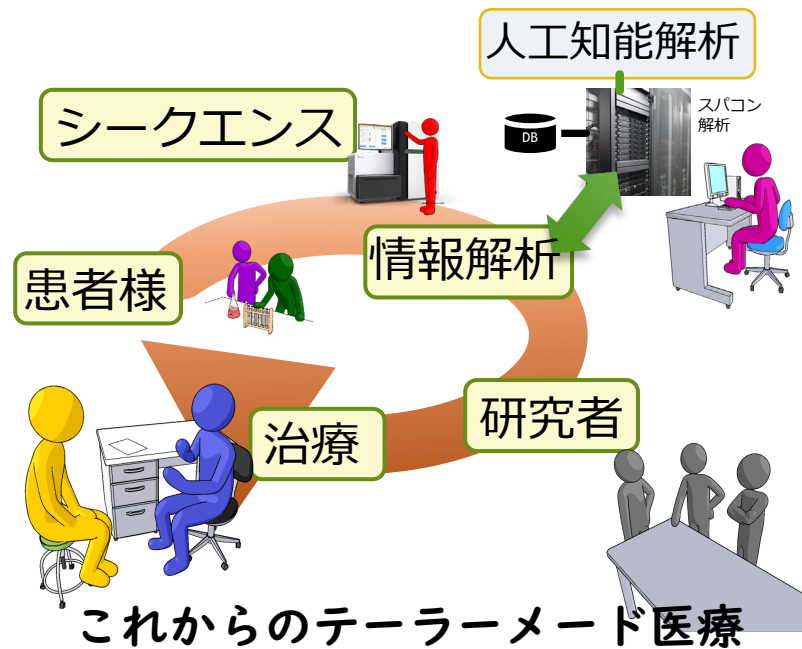 人工知能解析
スパコン
解析
DB
シークエンス
情報解析
患者様
研究者
治療
これからのテーラーメード医療